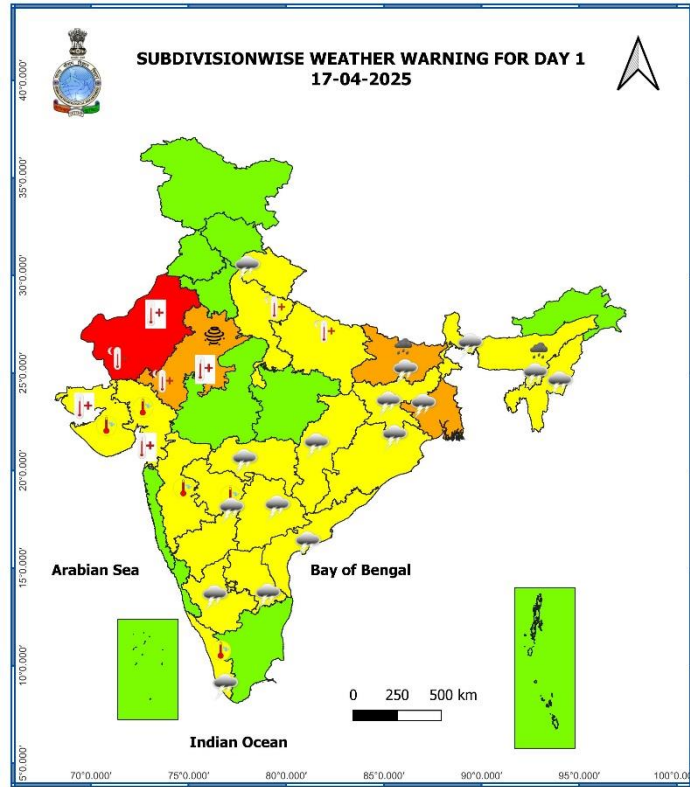 SUBDIVISIONWISE WEATHER WARNING FOR DAY 1
17-04-2025
40°0.000'
35°0.000'
30°0.000'
25°0.000'
20°0.000'
15°0.000'
10°0.000'
5°0.000'
Arabian Sea
Bay of Bengal
0 250 500 km
Indian Ocean
70°0.000' 75°0.000' 80°0.000' 85°0.000' 90°0.000' 95°0.000' 100°0.000